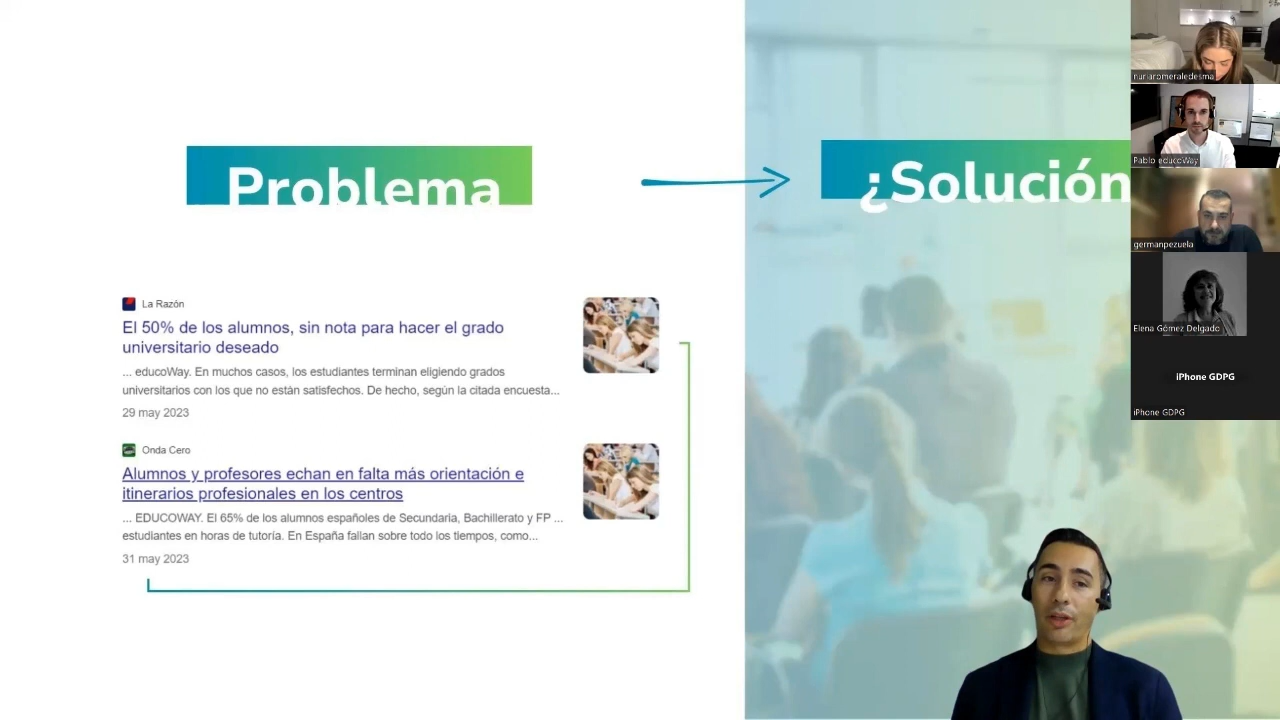 Problema
¿Solución
La Razón
El 50% de los alumnos, sin nota para hacer el grado
universitario deseado
... educoWay. En muchos casos, los estudiantes terminan eligiendo grados
universitarios con los que no están satisfechos. De hecho, según la citada encuesta...
29 may 2023
Onda Cero
Alumnos y profesores echan en falta más orientación e
itinerarios profesionales en los centros
... EDUCOWAY. El 65% de los alumnos españoles de Secundaria, Bachillerato y FP ...
estudiantes en horas de tutoría. En España fallan sobre todo los tiempos, como...
31 may 2023
nuriaromeraledesma
Pablo educoWay
germanpezuela
Elena Gómez Delgado
iPhone GDPG
iPhone GDPG